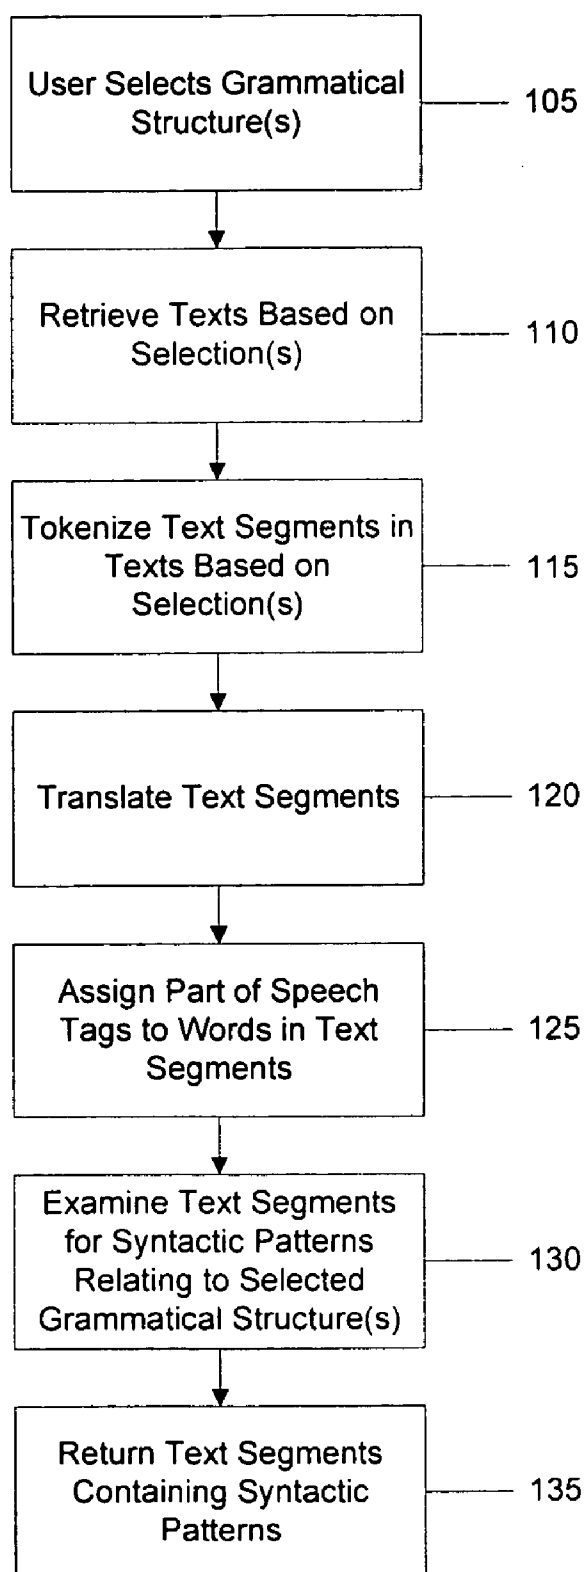 User Selects Grammatical
Structure(s)
105
Retrieve Texts Based on
Selection(s)
110
Tokenize Text Segments in
Texts Based on
Selection(s)
115
Translate Text Segments
120
Assign Part of Speech
Tags to Words in Text
Segments
125
Examine Text Segments
for Syntactic Patterns
Relating to Selected
Grammatical Structure(s)
130
Return Text Segments
Containing Syntactic
Patterns
135